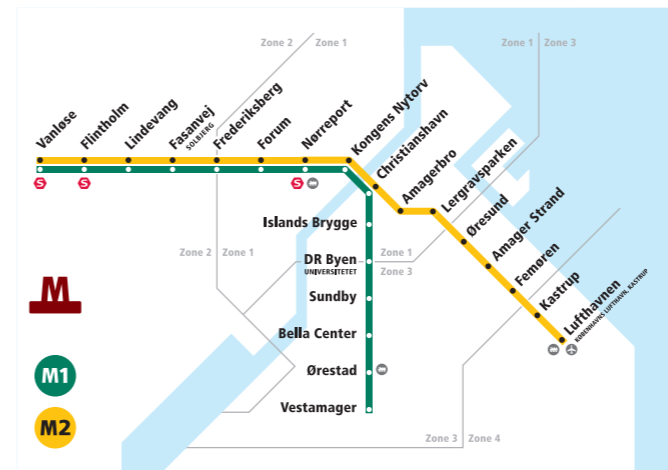 Zone 2
Zone 1
Zone 1
Zone 3
Vanløse
Flintholm
Lindevang
Fasanvej
SOLBJERG
Frederiksberg
Forum
Nørreport
Kongens Nytorv
Christianshavn
Amagerbro
Lergravsparken
Øresund
Amager Strand
Femøren
Kastrup
Lufthavnen
KØBENHAVNS LUFTHAVN, KASTRUP
S
S
S
Islands Brygge
Zone 2
Zone 1
DR Byen
UNIVERSITETET
Zone 1
Zone 3
Sundby
Bella Center
Ørestad
Vestamager
M
M1
M2
Zone 3
Zone 4